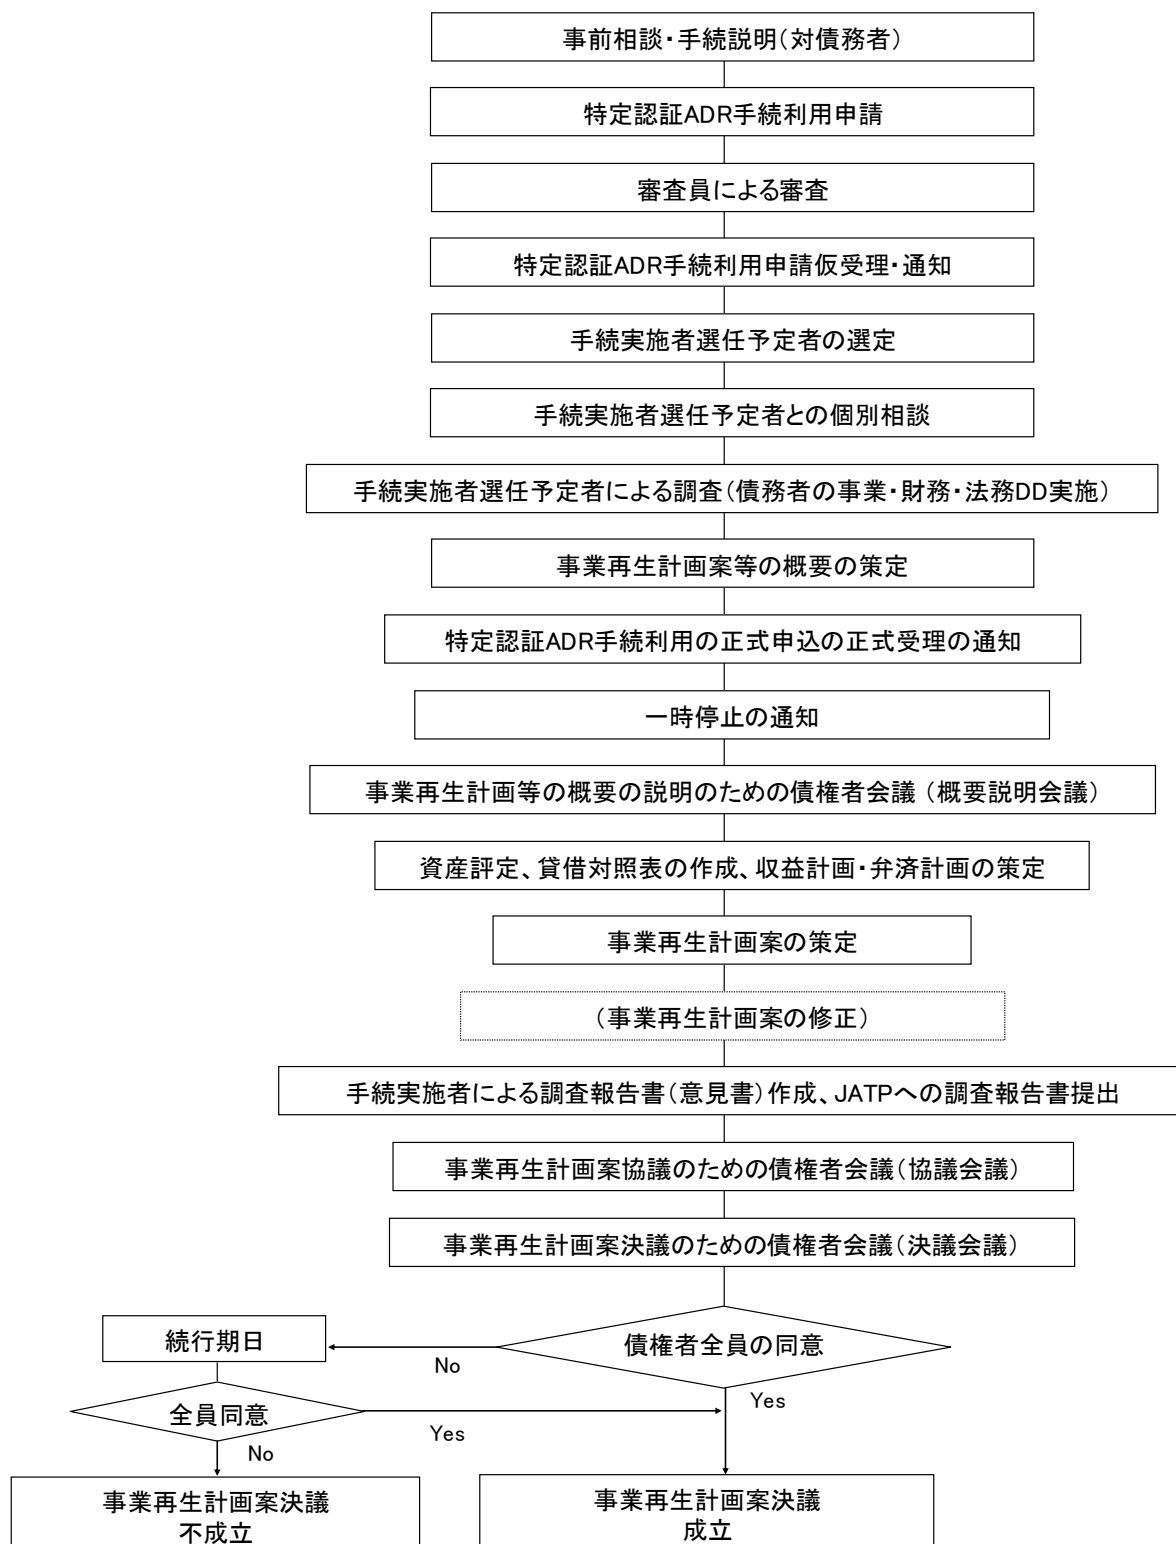 事前相談・手続説明（対債務者）
特定認証ADR手続利用申請
審査員による審査
特定認証ADR手続利用申請仮受理・通知
手続実施者選任予定者の選定
手続実施者選任予定者との個別相談
手続実施者選任予定者による調査（債務者の事業・財務・法務DD実施）
事業再生計画案等の概要の策定
特定認証ADR手続利用の正式申込の正式受理の通知
一時停止の通知
事業再生計画等の概要の説明のための債権者会議（概要説明会議）
資産評定、貸借対照表の作成、収益計画・弁済計画の策定
事業再生計画案の策定
（事業再生計画案の修正）
手続実施者による調査報告書（意見書）作成、JATPへの調査報告書提出
事業再生計画案協議のための債権者会議（協議会議）
事業再生計画案決議のための債権者会議（決議会議）
続行期日
債権者全員の同意
No
Yes
全員同意
Yes
No
事業再生計画案決議
不成立
事業再生計画案決議
成立